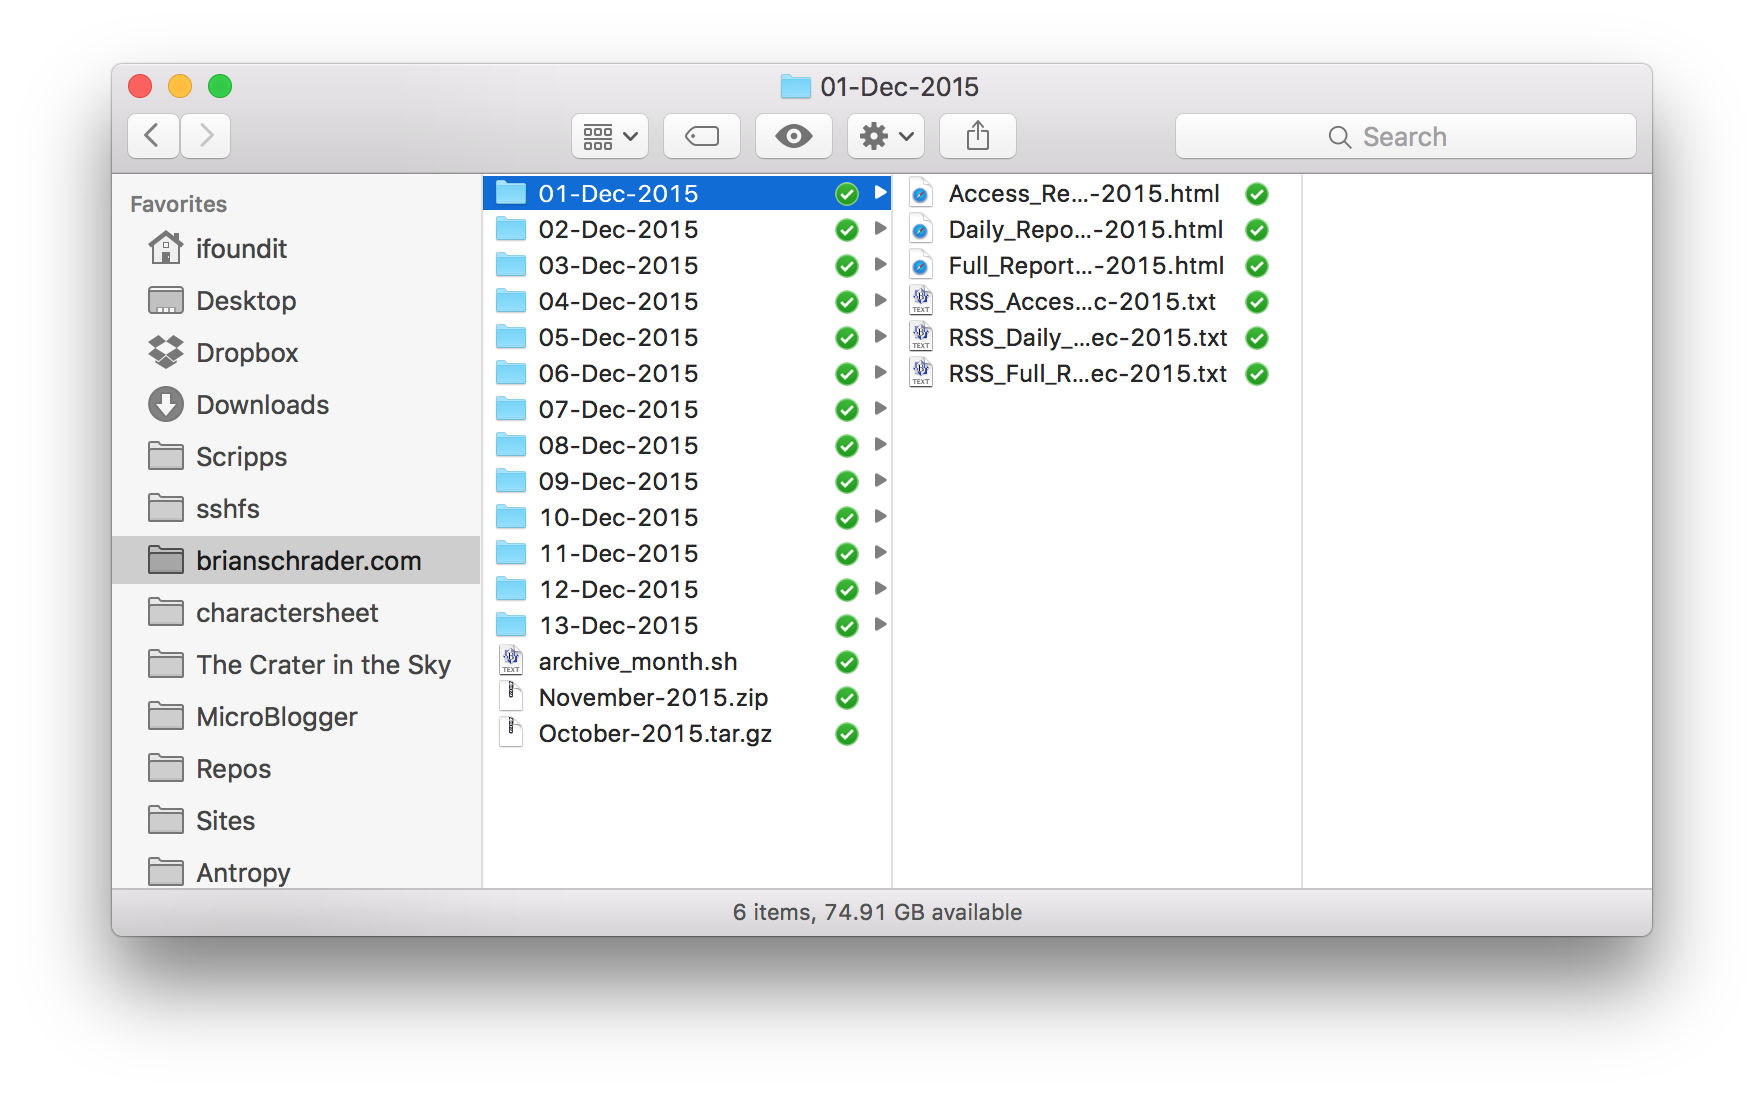 01-Dec-2015
Search
Favorites
ifoundit
Desktop
Dropbox
Downloads
Scripps
sshfs
brianschrader.com
charactersheet
The Crater in the Sky
MicroBlogger
Repos
Sites
Antropy
01-Dec-2015
02-Dec-2015
03-Dec-2015
04-Dec-2015
05-Dec-2015
06-Dec-2015
07-Dec-2015
08-Dec-2015
09-Dec-2015
10-Dec-2015
11-Dec-2015
12-Dec-2015
13-Dec-2015
TEXT archive_month.sh
November-2015.zip
October-2015.tar.gz
Access_Re...-2015.html
Daily_Repo...-2015.html
Full_Report...-2015.html
TEXT RSS_Acces...c-2015.txt
TEXT RSS_Daily_...ec-2015.txt
TEXT RSS_Full_R...ec-2015.txt
6 items, 74.91 GB available